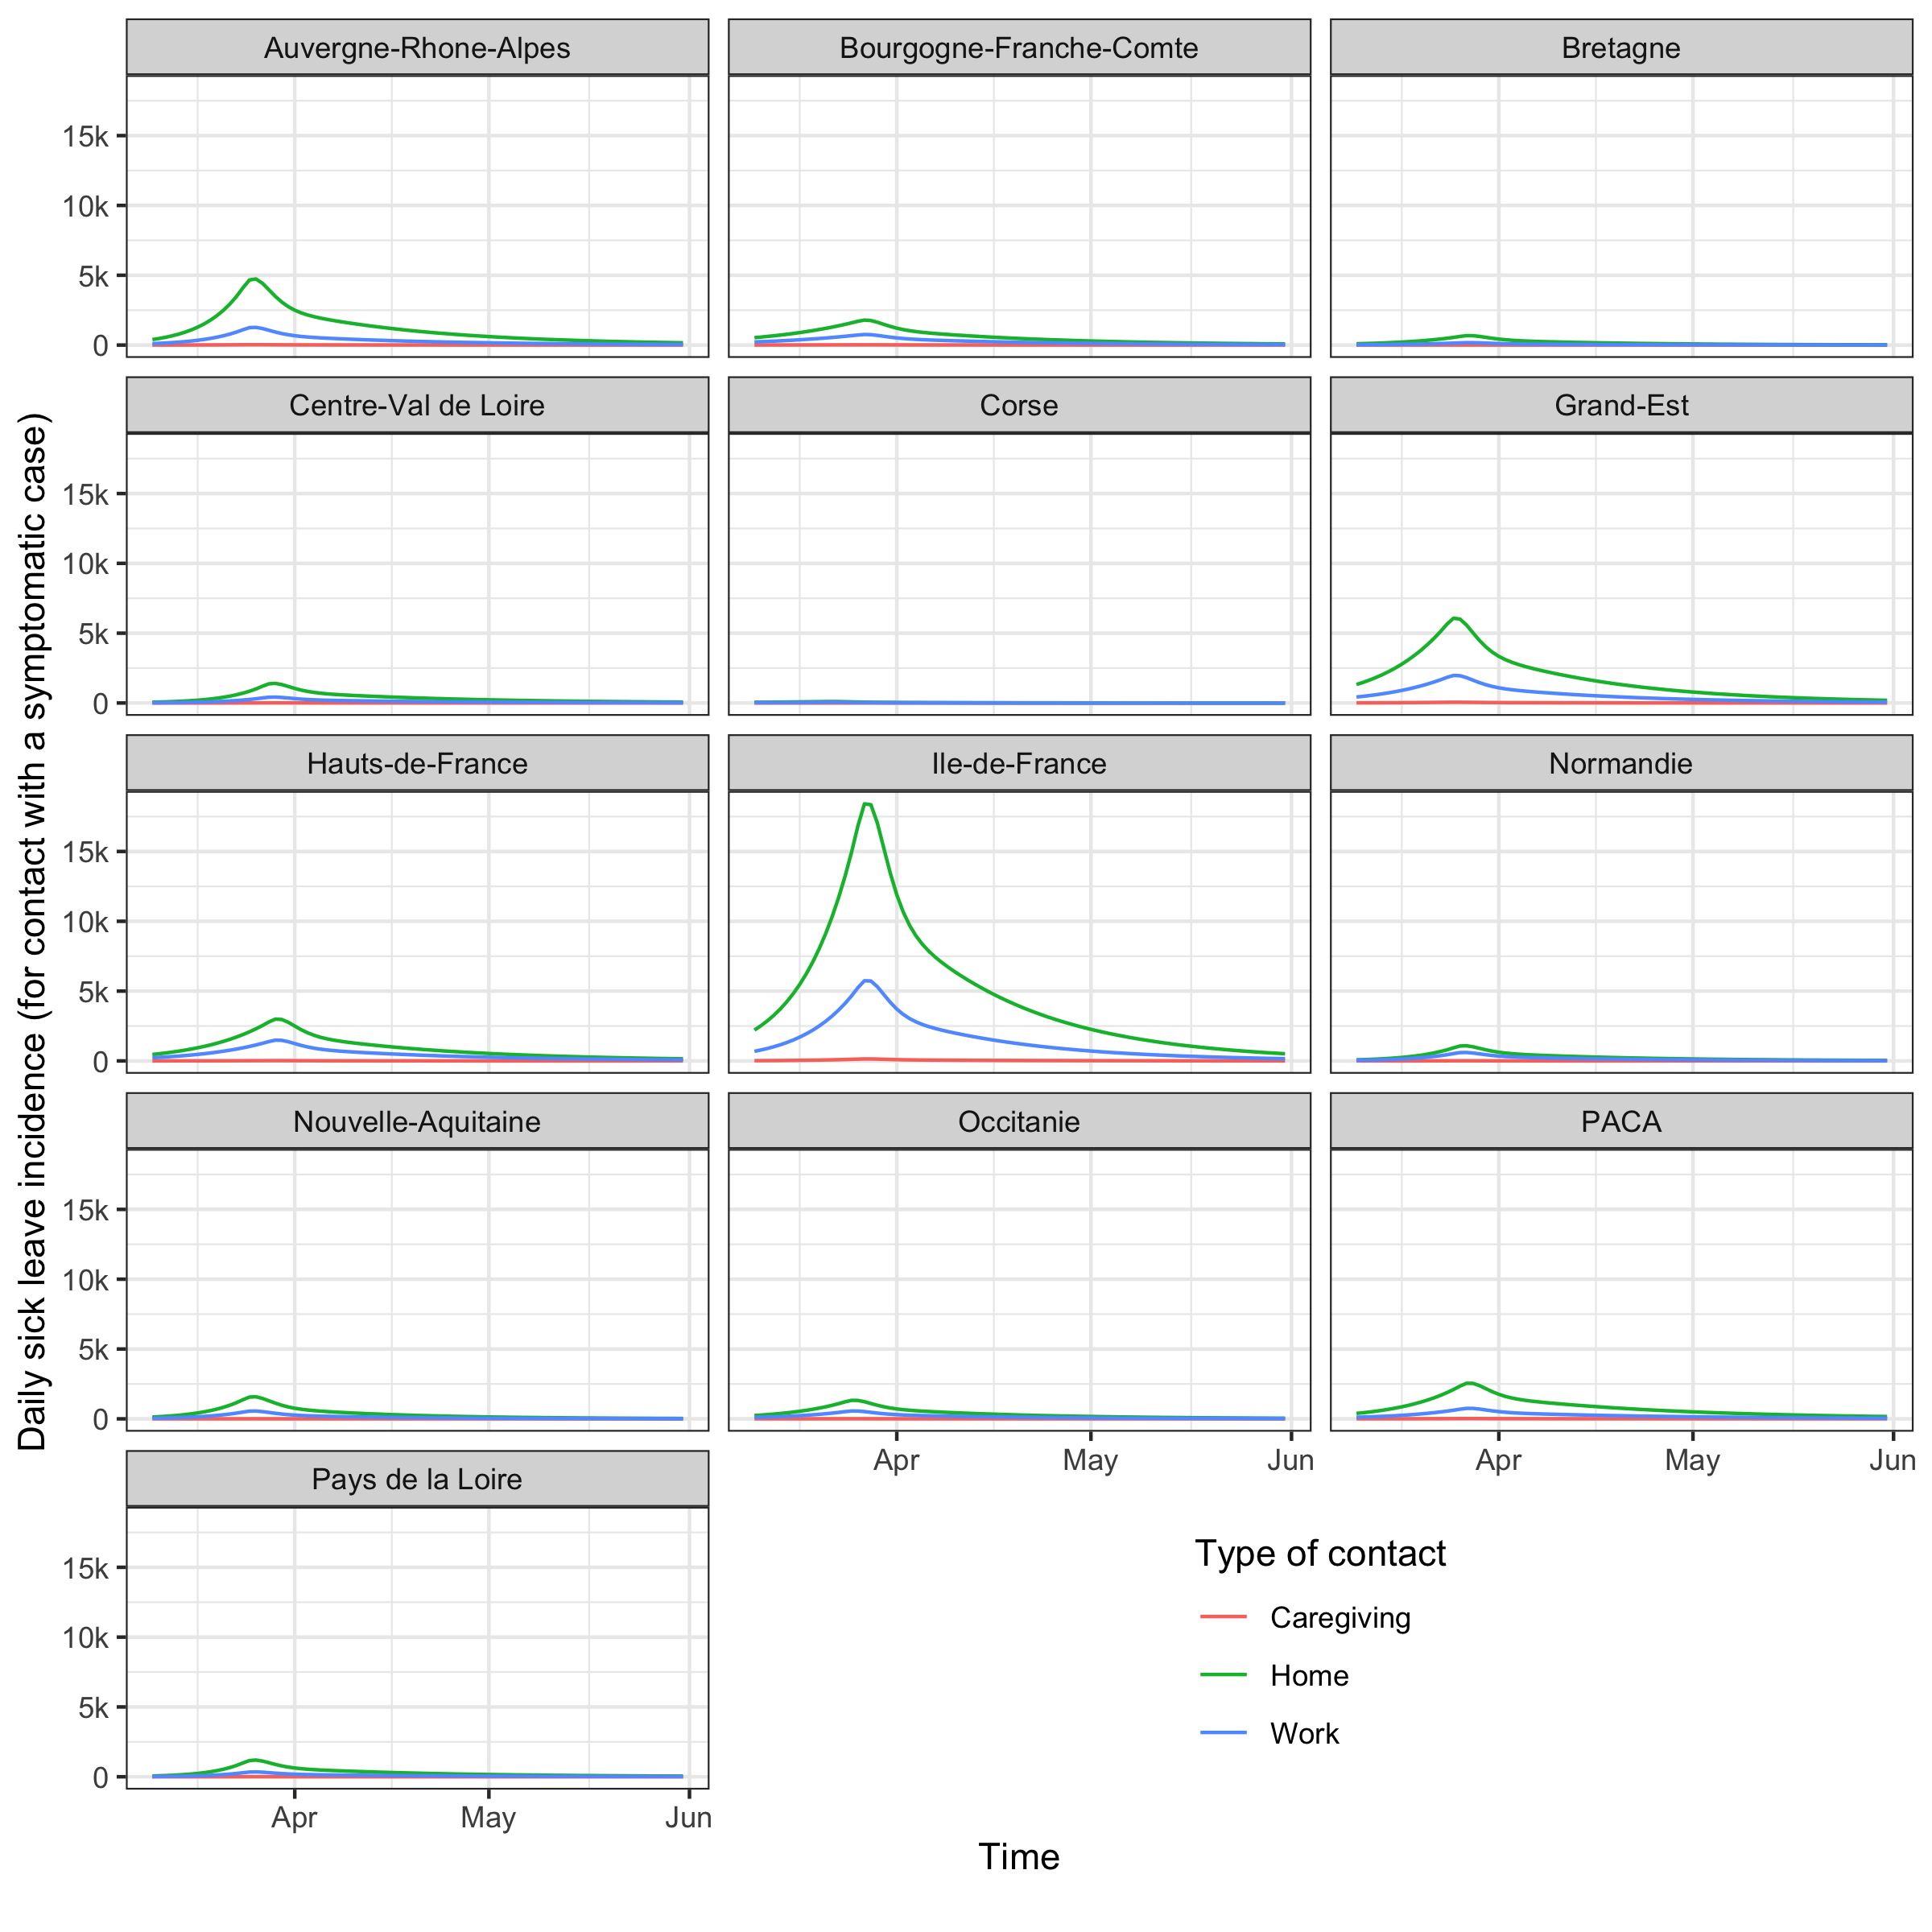 Auvergne-Rhone-Alpes
Bourgogne-Franche-Comte
Bretagne
15k
10k
5k
0
Centre-Val de Loire
Corse
Grand-Est
15k
10k
5k
0
Hauts-de-France
Ile-de-France
Normandie
15k
10k
5k
0
Nouvelle-Aquitaine
Occitanie
PACA
15k
10k
5k
0
Apr May Jun
Apr May Jun
Pays de la Loire
15k
10k
5k
0
Apr May Jun
Daily sick leave incidence (for contact with a symptomatic case)
Time
Type of contact
Caregiving
Home
Work